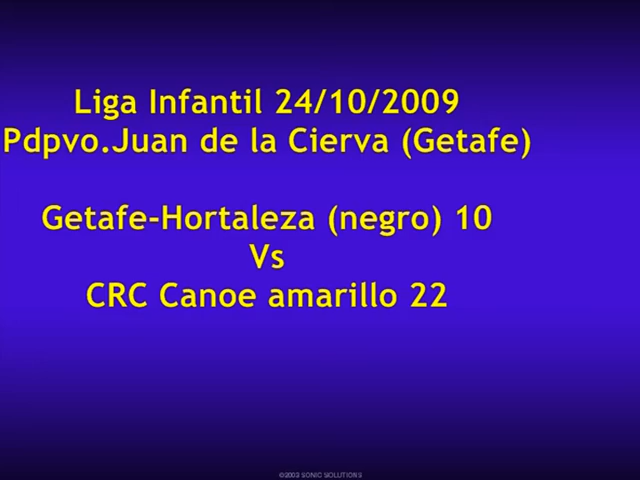 Liga Infantil 24/10/2009
Pdpvo.Juan de la Cierva (Getafe)
Getafe-Hortaleza (negro) 10
Vs
CRC Canoe amarillo 22
©2003 SONIC SOLUTIONS